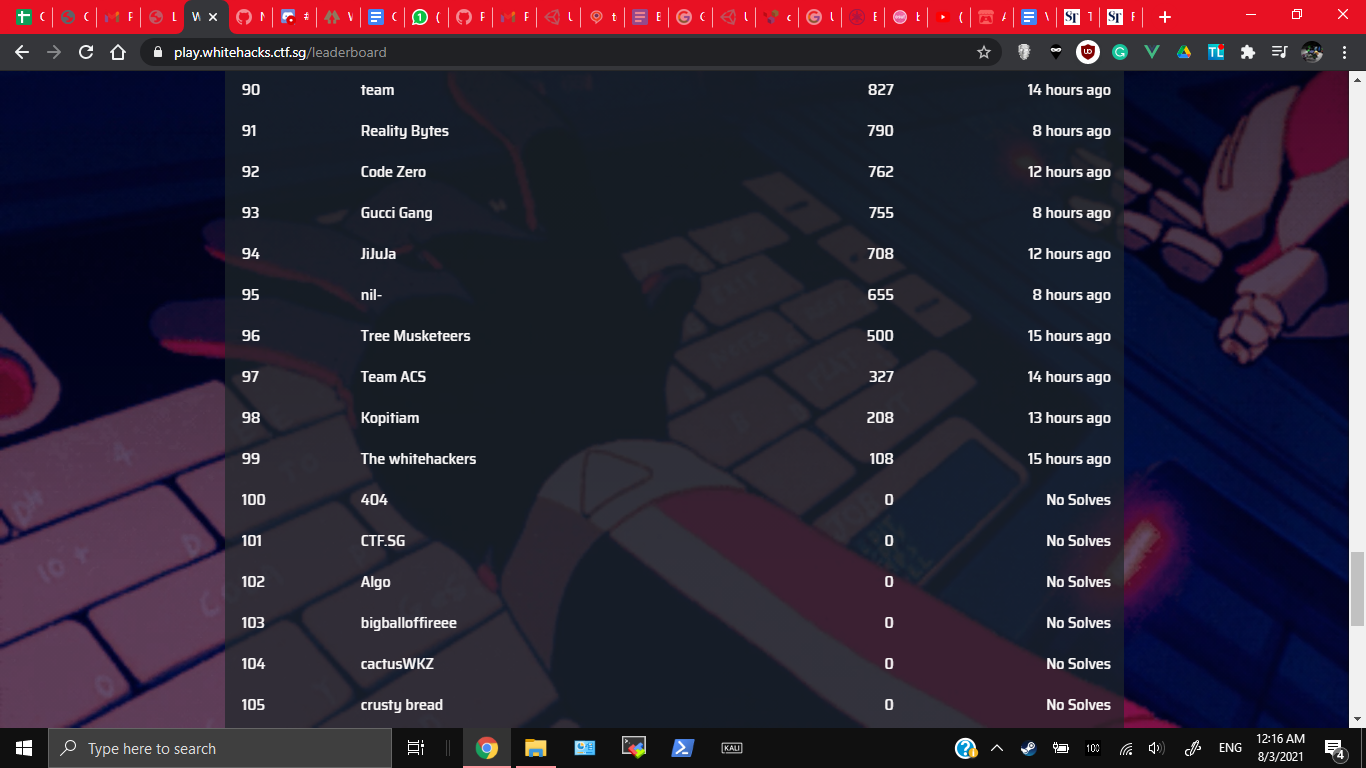 play.whitehacks.ctf.sg/leaderboard
90 team 827 14 hours ago
91 Reality Bytes 790 8 hours ago
92 Code Zero 762 12 hours ago
93 Gucci Gang 755 8 hours ago
94 JiJuJa 708 12 hours ago
95 nil- 655 8 hours ago
96 Tree Musketeers 500 15 hours ago
97 Team ACS 327 14 hours ago
98 Kopitiam 208 13 hours ago
99 The whitehackers 108 15 hours ago
100 404 0 No Solves
101 CTF.SG 0 No Solves
102 Algo 0 No Solves
103 bigballoffireee 0 No Solves
104 cactusWKZ 0 No Solves
105 crusty bread 0 No Solves
Type here to search
KALI
100
ENG
12:16 AM
8/3/2021
4